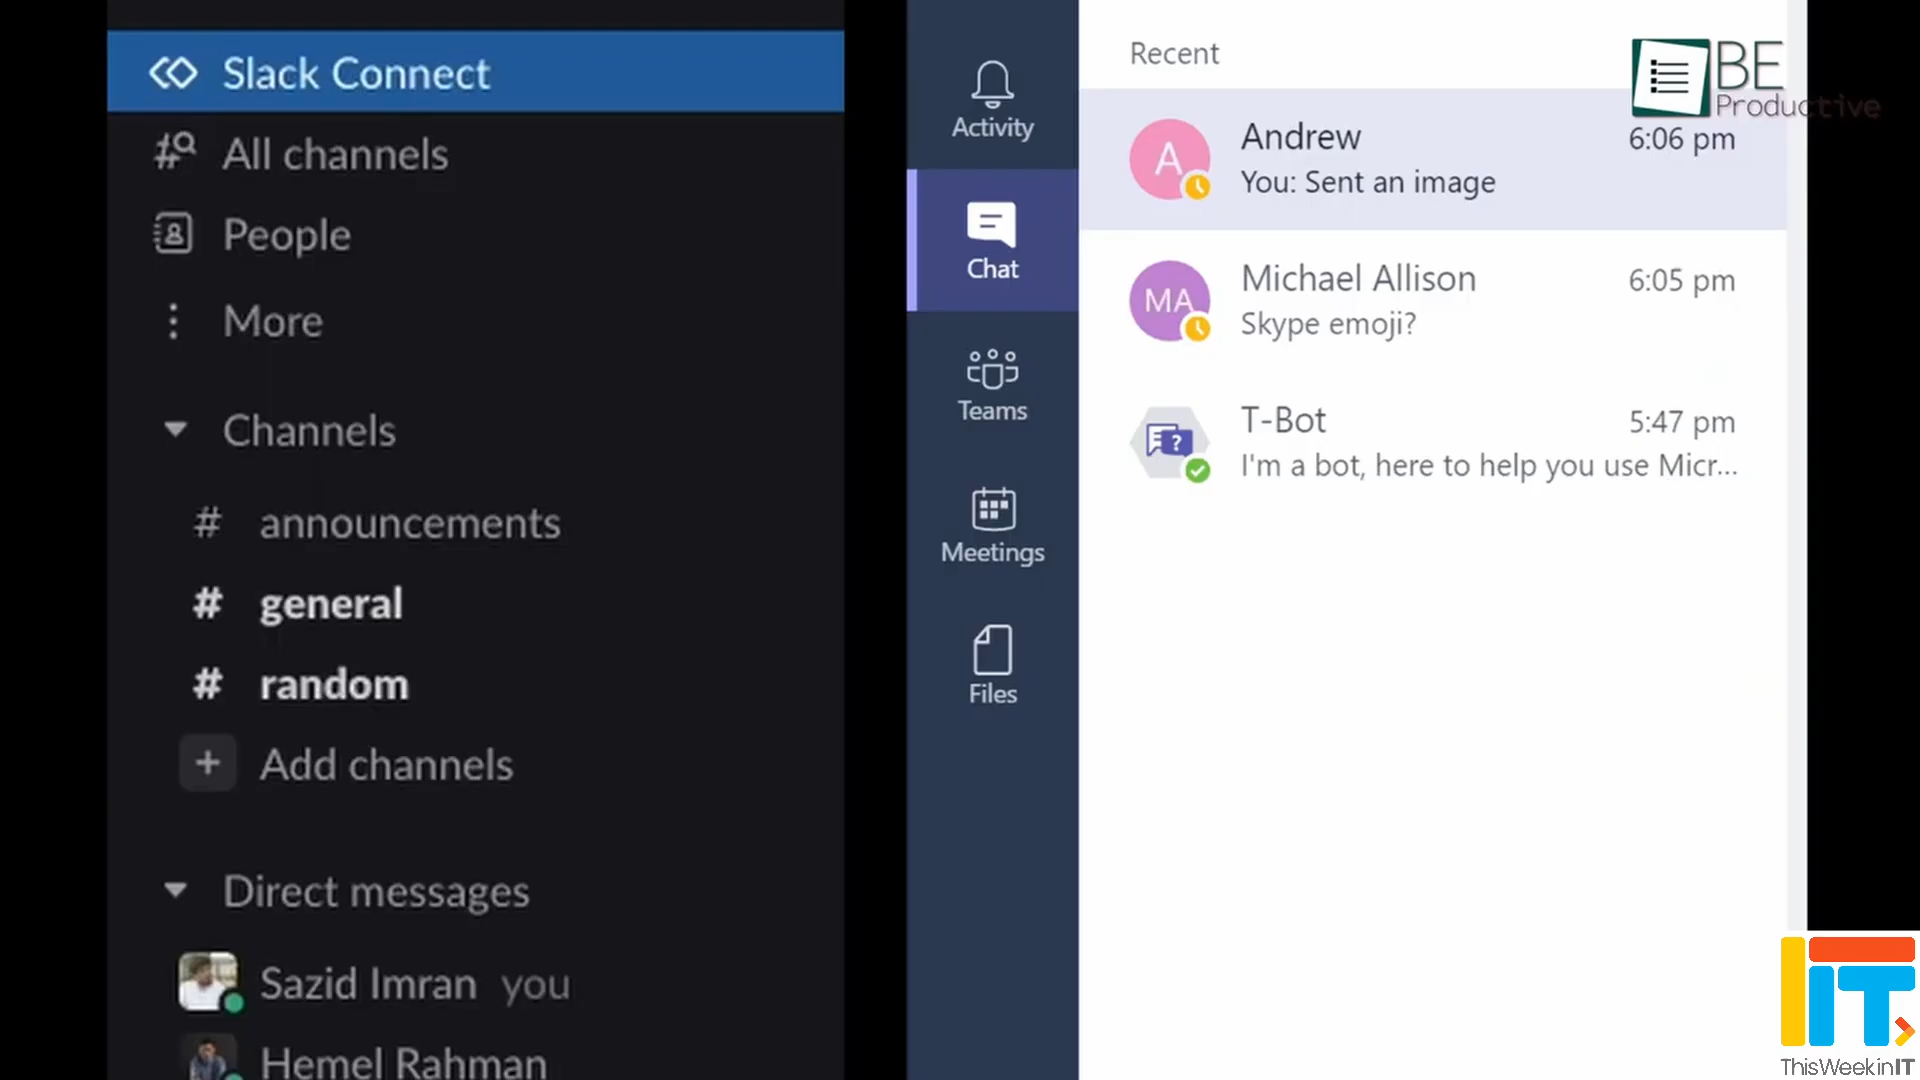 Slack Connect
All channels
People
More
Channels
# announcements
# general
# random
+ Add channels
Direct messages
Sazid Imran you
Hemel Rahman
Activity
Chat
Teams
Meetings
Files
Recent
A
Andrew
6:06 pm
You: Sent an image
MA
Michael Allison
6:05 pm
Skype emoji?
?
T-Bot
5:47 pm
I'm a bot, here to help you use Micr...
BE
Productive
IT
ThisWeekinIT